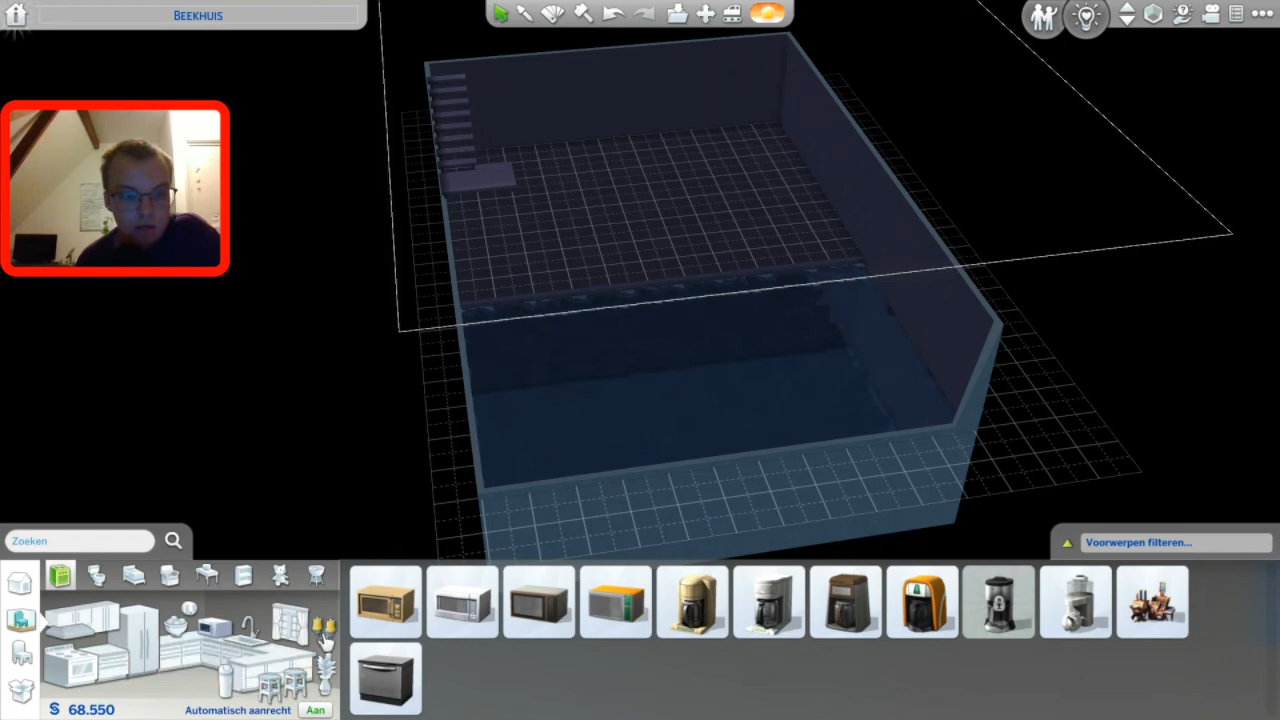 Beekhuis
Zoeken
Voorwerpen filteren...
68.550
Automatisch aanrecht
Aan